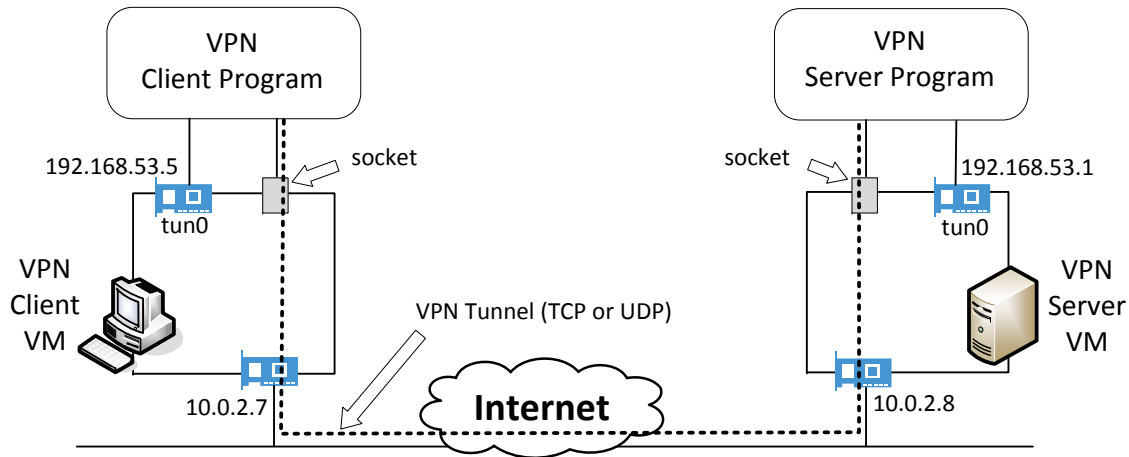 VPN
Client Program
VPN
Server Program
192.168.53.5
socket
socket
192.168.53.1
tun0
tun0
VPN
Client
VM
VPN
Server
VM
VPN Tunnel (TCP or UDP)
10.0.2.7
Internet
10.0.2.8